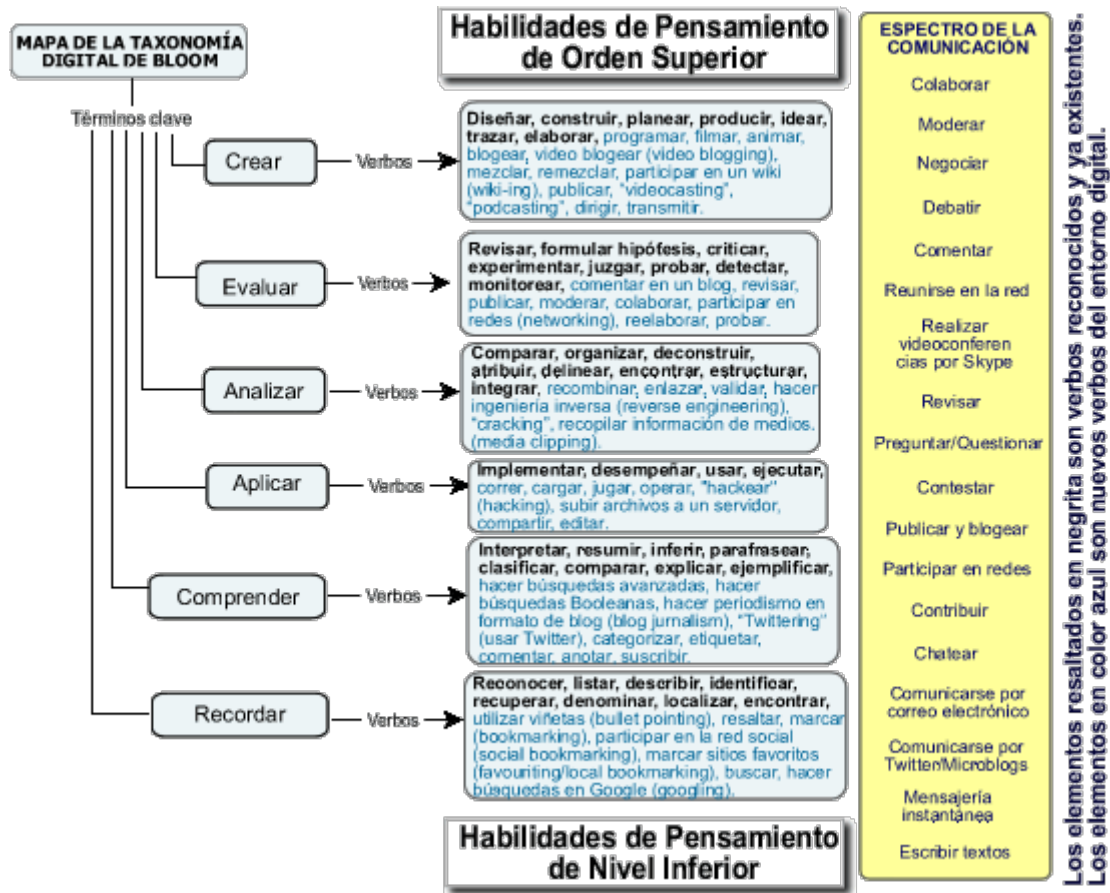 MAPA DE LA TAXONOMÍA
DIGITAL DE BLOOM
Términos clave
Habilidades de Pensamiento
de Orden Superior
Crear
Verbos
Diseñar, construir, planear, producir, idear,
trazar, elaborar, programar, filmar, animar,
blogear, video blogear (video blogging),
mezclar, remezclar, participar en un wiki
(wiki-ing), publicar, "videocasting",
"podcasting", dirigir, transmitir.
Evaluar
Verbos
Revisar, formular hipótesis, criticar,
experimentar, juzgar, probar, detectar,
monitorear, comentar en un blog, revisar,
publicar, moderar, colaborar, participar en
redes (networking), reelaborar, probar.
Analizar
Verbos
Comparar, organizar, deconstruir,
atribuir, delinear, encontrar, estructurar,
integrar, recombinar, enlazar, validar, hacer
ingeniería inversa (reverse engineering),
"cracking", recopilar información de medios.
(media clipping).
Aplicar
Verbos
Implementar, desempeñar, usar, ejecutar,
correr, cargar, jugar, operar, "hackear"
(hacking), subir archivos a un servidor,
compartir, editar.
Comprender
Verbos
Interpretar, resumir, inferir, parafrasear,
clasificar, comparar, explicar, ejemplificar,
hacer búsquedas avanzadas, hacer
búsquedas Booleanas, hacer periodismo en
formato de blog (blog jurnalism), "Twittering"
(usar Twitter), categorizar, etiquetar,
comentar, anotar, suscribir.
Recordar
Verbos
Reconocer, listar, describir, identificar,
recuperar, denominar, localizar, encontrar,
utilizar viñetas (bullet pointing), resaltar, marcar
(bookmarking), participar en la red social
(social bookmarking), marcar sitios favoritos
(favouriting/local bookmarking), buscar, hacer
búsquedas en Google (googling).
Habilidades de Pensamiento
de Nivel Inferior
ESPECTRO DE LA
COMUNICACIÓN
Colaborar
Moderar
Negociar
Debatir
Comentar
Reunirse en la red
Realizar
videoconferen
cias por Skype
Revisar
Preguntar/Questionar
Contestar
Publicar y blogear
Participar en redes
Contribuir
Chatear
Comunicarse por
correo electrónico
Comunicarse por
Twitter/Microblogs
Mensajería
instantánea
Escribir textos
Los elementos resaltados en negrita son verbos reconocidos y ya existentes.
Los elementos en color azul son nuevos verbos del entorno digital.